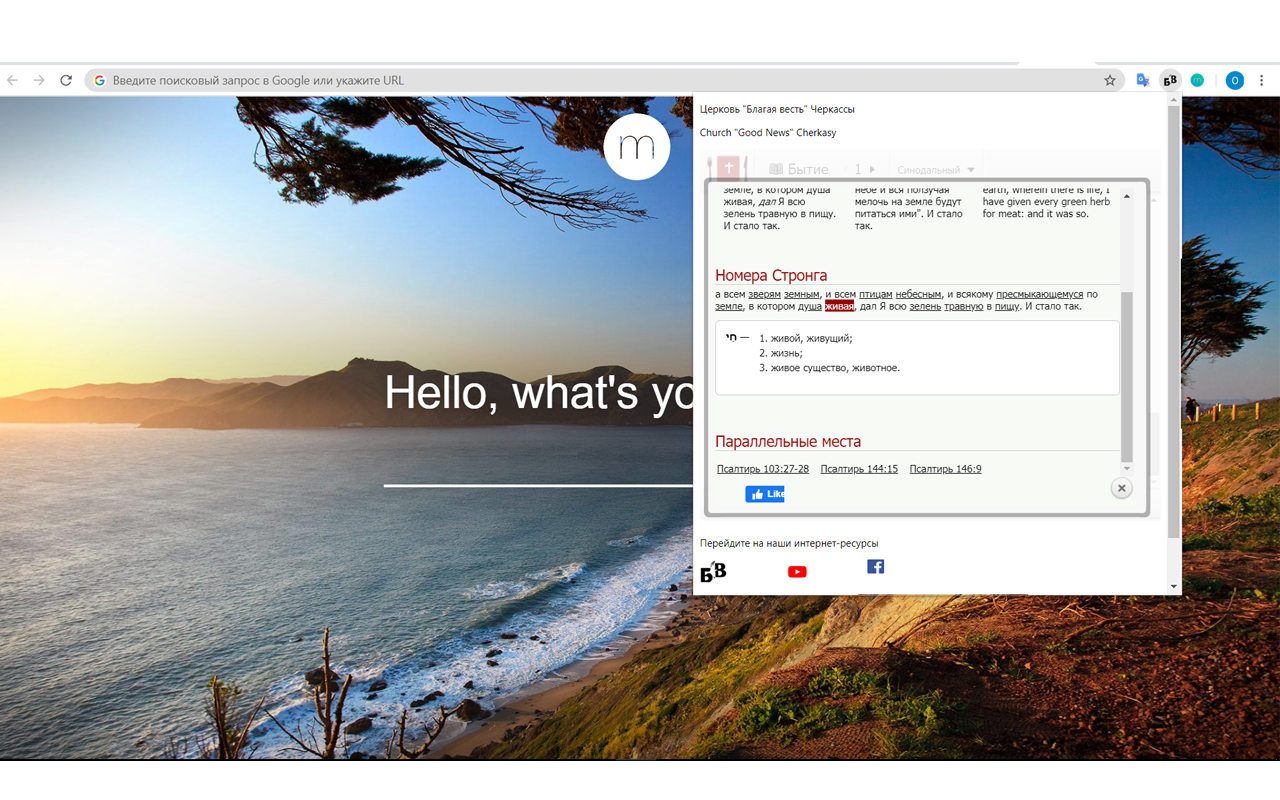 Введите поисковый запрос в Google или укажите URL
БВ
m
O
m
Церковь "Благая весть" Черкассы
Church "Good News" Cherkasy
Бытие 1 Синодальный
земле, в котором душа
живая, дал Я всю
зелень травную в пищу.
И стало так.
небе и вся ползучая
мелочь на земле будут
питаться ими". И стало
так.
earth, wherein there is life, I
have given every green herb
for meat: and it was so.
Номера Стронга
а всем зверям земным, и всем птицам небесным, и всякому пресмыкающемуся по
земле, в котором душа живая, дал Я всю зелень травную в пищу. И стало так.
חַי — 1. живой, живущий;
2. жизнь;
3. живое существо, животное.
Параллельные места
Псалтирь 103:27-28 Псалтирь 144:15 Псалтирь 146:9
Like
Hello, what's yo
Перейдите на наши интернет-ресурсы
БВ